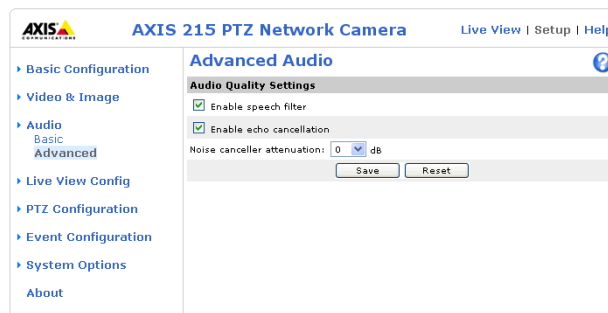 AXIS
COMMUNICATIONS
AXIS 215 PTZ Network Camera
Live View | Setup | Help
Basic Configuration
Video & Image
Audio
Basic
Advanced
Live View Config
PTZ Configuration
Event Configuration
System Options
About
Advanced Audio
?
Audio Quality Settings
Enable speech filter
Enable echo cancellation
Noise canceller attenuation: 0 dB
Save Reset